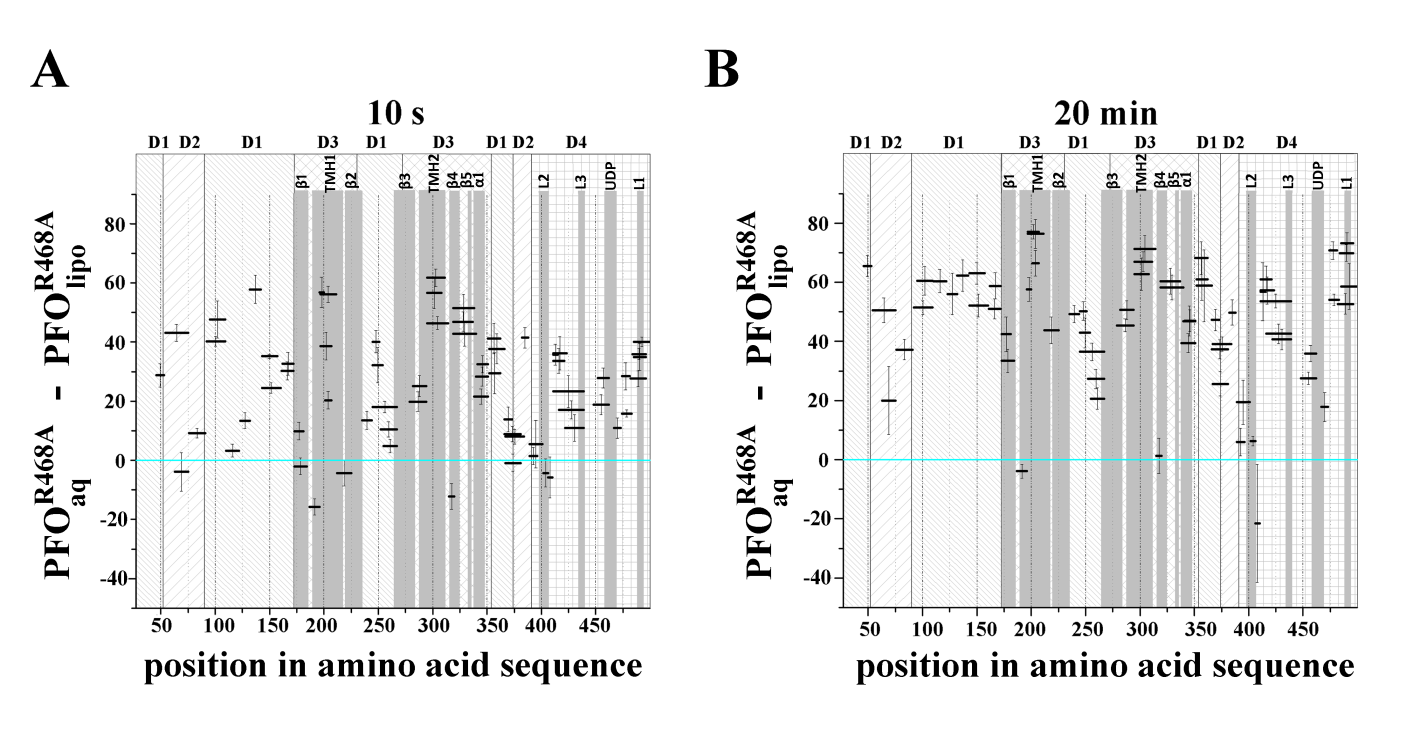 A
10 s
D1 D2 D1 D3 D1 D3 D1 D2 D4
β1 TMH1 β2 β3 TMH2 β4 β5 α1 L2 L3 UDP L1
PFO aq R468A - PFO lipo R468A
80
60
40
20
0
-20
-40
50 100 150 200 250 300 350 400 450
position in amino acid sequence
B
20 min
D1 D2 D1 D3 D1 D3 D1 D2 D4
β1 TMH1 β2 β3 TMH2 β4 β5 α1 L2 L3 UDP L1
PFO aq R468A - PFO lipo R468A
80
60
40
20
0
-20
-40
50 100 150 200 250 300 350 400 450
position in amino acid sequence